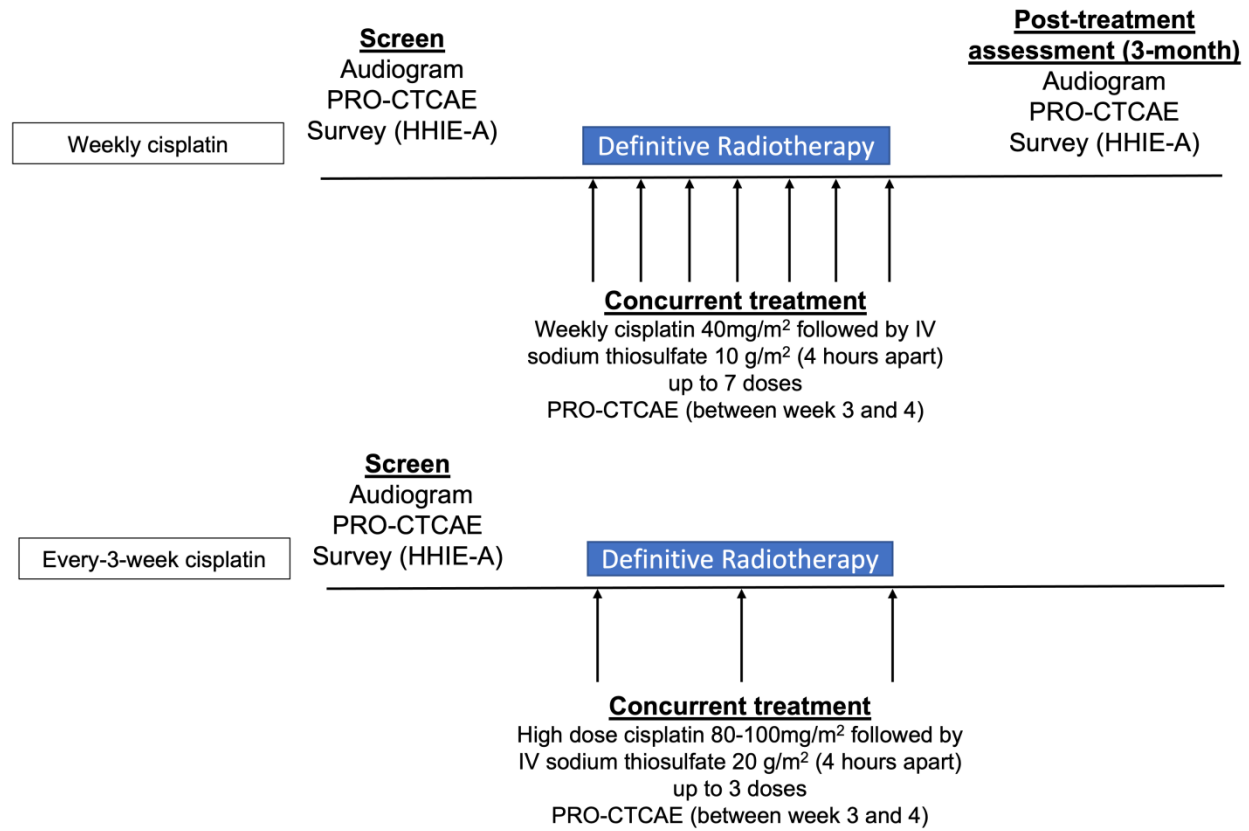 Weekly cisplatin
Screen
Audiogram
PRO-CTCAE
Survey (HHIE-A)
Definitive Radiotherapy
Post-treatment
assessment (3-month)
Audiogram
PRO-CTCAE
Survey (HHIE-A)
Concurrent treatment
Weekly cisplatin 40mg/m² followed by IV
sodium thiosulfate 10 g/m² (4 hours apart)
up to 7 doses
PRO-CTCAE (between week 3 and 4)
Every-3-week cisplatin
Screen
Audiogram
PRO-CTCAE
Survey (HHIE-A)
Definitive Radiotherapy
Concurrent treatment
High dose cisplatin 80-100mg/m² followed by
IV sodium thiosulfate 20 g/m² (4 hours apart)
up to 3 doses
PRO-CTCAE (between week 3 and 4)